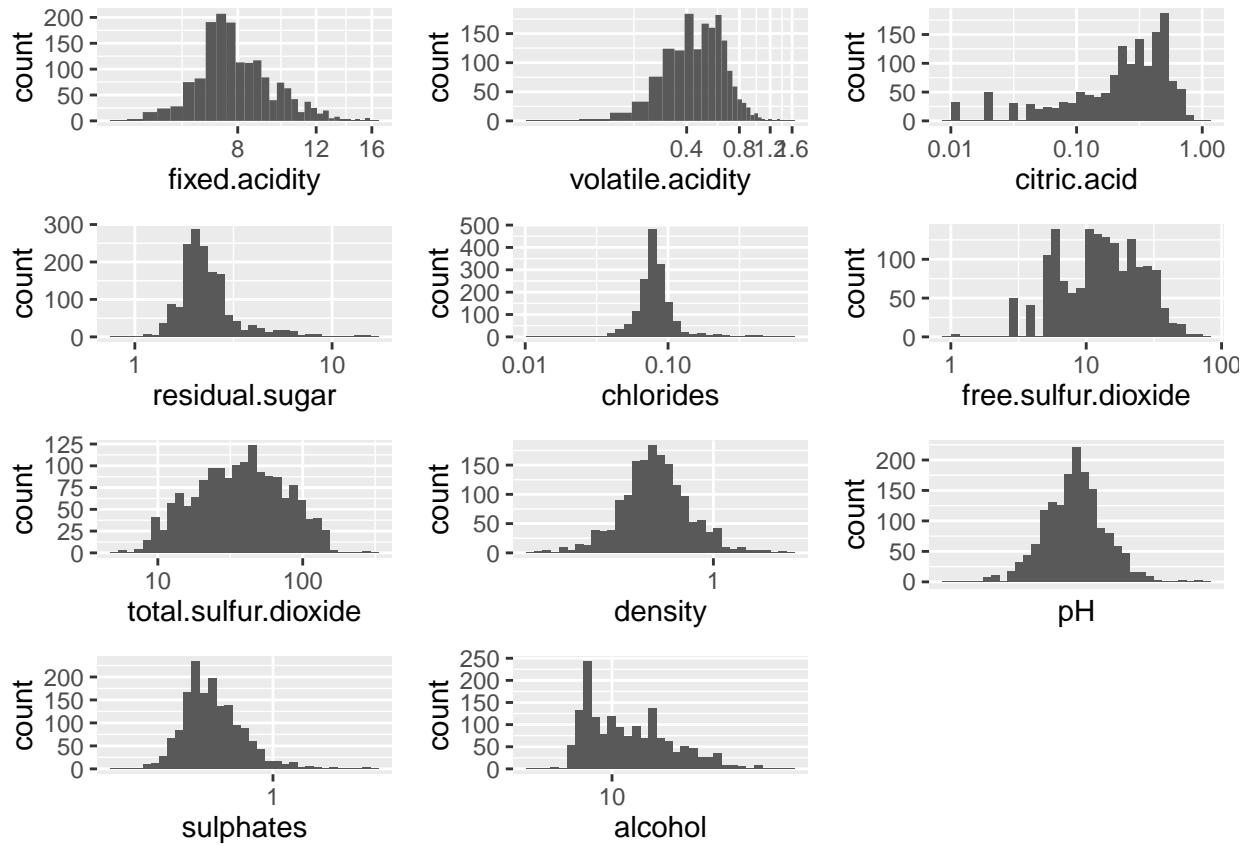 count
200
150
100
50
0
8 12 16
fixed.acidity
count
150
100
50
0
0.4 0.8 1.2 1.6
volatile.acidity
count
150
100
50
0
0.01 0.10 1.00
citric.acid
count
300
200
100
0
1 10
residual.sugar
count
500
400
300
200
100
0
0.01 0.10
chlorides
count
100
50
0
1 10 100
free.sulfur.dioxide
count
125
100
75
50
25
0
10 100
total.sulfur.dioxide
count
150
100
50
0
1
density
count
200
150
100
50
0
pH
count
200
150
100
50
0
1
sulphates
count
250
200
150
100
50
0
10
alcohol